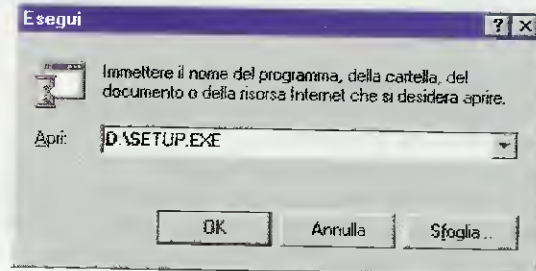 Esegui
Immettere il nome del programma, della cartella, del
documento o della risorsa Internet che si desidera aprire.
Apri: D:\SETUP.EXE
OK Annulla Sfoglia...